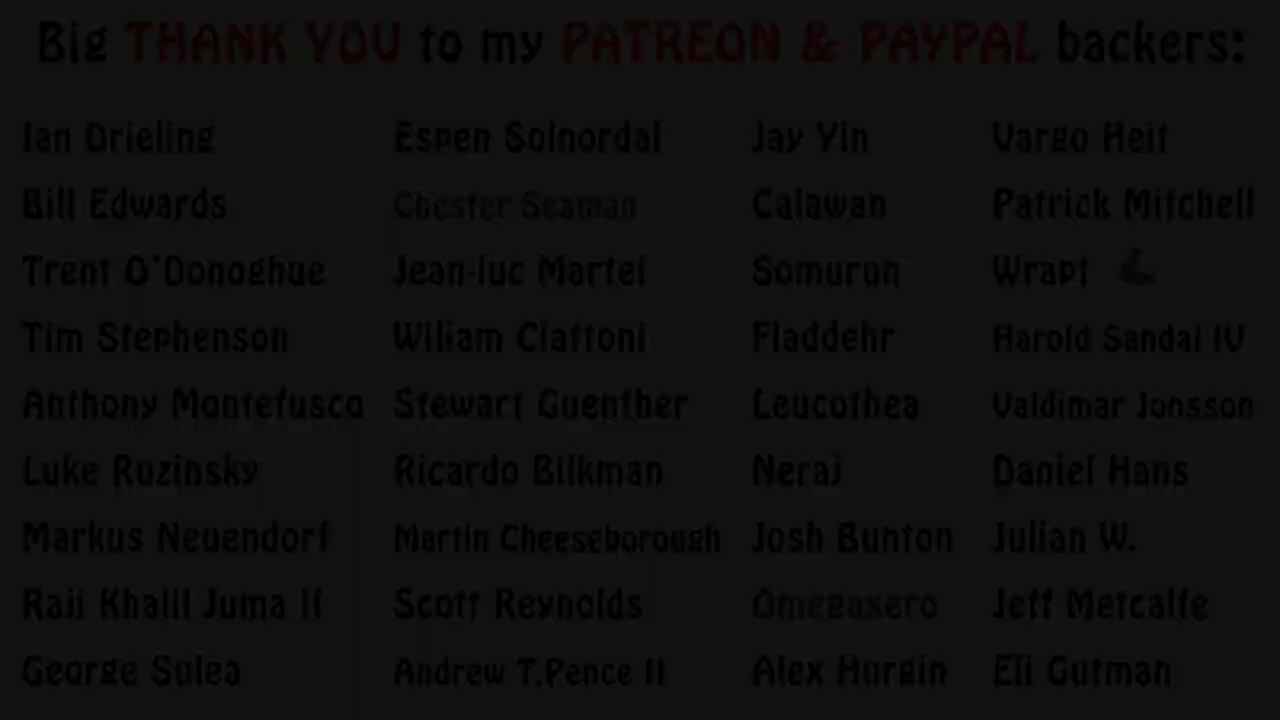 Big THANK YOU to my PATREON & PAYPAL backers:
Ian Drieling
Bill Edwards
Trent O'Donoghue
Tim Stephenson
Anthony Montefusco
Luke Ruzinsky
Markus Neuendorf
Raii Khalil Juma II
George Sulea
Espen Solnordal
Chester Seaman
Jean-luc Martel
Wiliam Claftoni
Stewart Guenther
Ricardo Bilkman
Martin Cheeseborough
Scott Reynolds
Andrew T.Pence II
Jay Yin
Calawan
Somurun
Fladdehr
Leucothea
Neraj
Josh Bunton
Omegaxero
Alex Hurgin
Vargo Heit
Patrick Mitchell
Wrapt
Harold Sandal IV
Valdimar Jonsson
Daniel Hans
Julian W.
Jeff Metcalfe
Eli Gutman